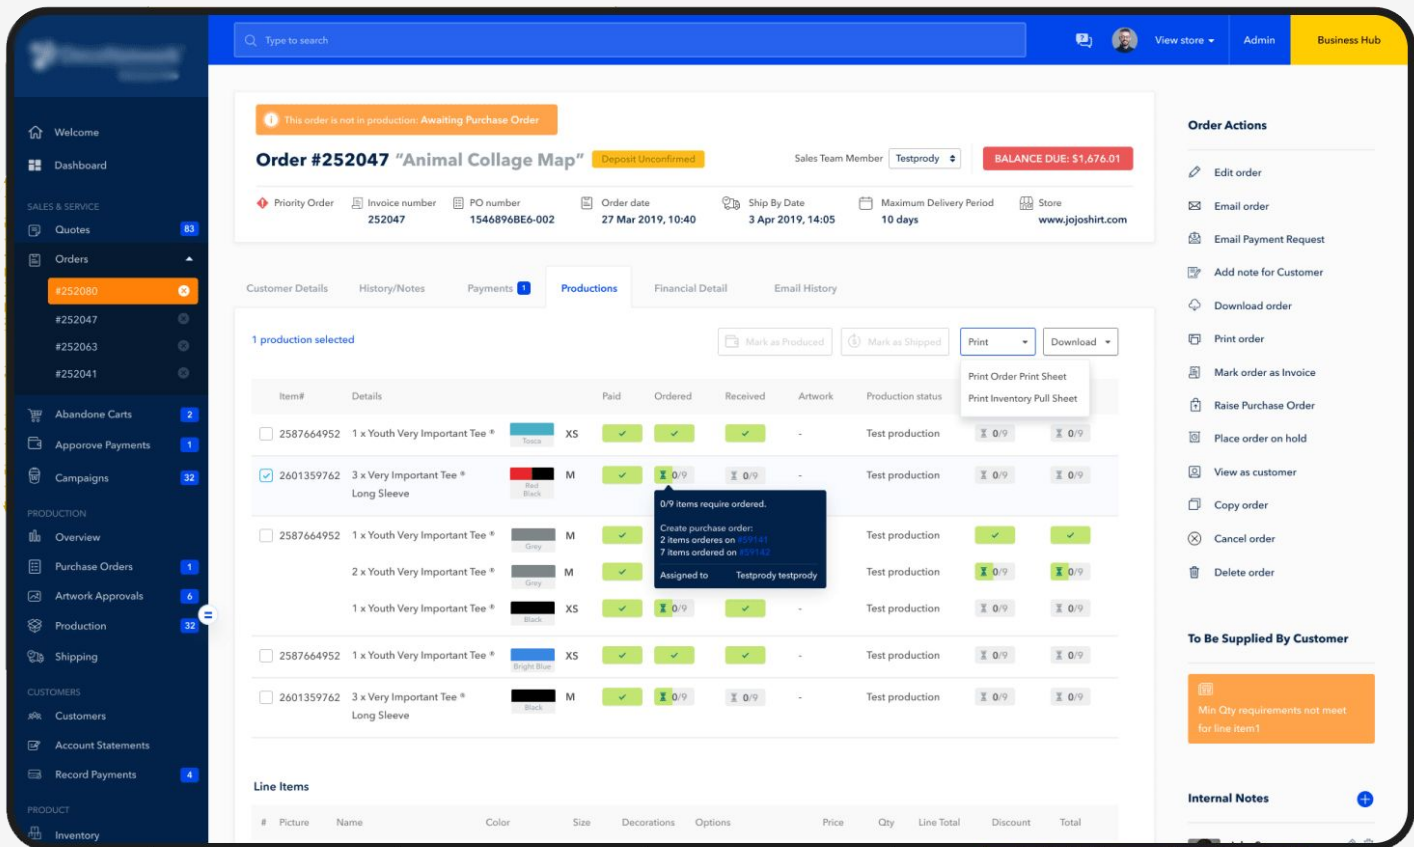 Type to search
View store
Admin
Business Hub
Welcome
Dashboard
SALES & SERVICE
Quotes 83
Orders
#252080
#252047
#252063
#252041
Abandone Carts 2
Apporove Payments 1
Campaigns 32
PRODUCTION
Overview
Purchase Orders 1
Artwork Approvals 6
Production 32
Shipping
CUSTOMERS
Customers
Account Statements
Record Payments 4
PRODUCT
Inventory
This order is not in production: Awaiting Purchase Order
Order #252047 "Animal Collage Map" Deposit Unconfirmed
Sales Team Member Testprody BALANCE DUE: $1,676.01
Priority Order
Invoice number
252047
PO number
1546896BE6-002
Order date
27 Mar 2019, 10:40
Ship By Date
3 Apr 2019, 14:05
Maximum Delivery Period
10 days
Store
www.jojoshirt.com
Customer Details History/Notes Payments 1 Productions Financial Detail Email History
1 production selected
Mark as Produced Mark as Shipped Print Download
Print Order Print Sheet
Print Inventory Pull Sheet
Item# Details Paid Ordered Received Artwork Production status
2587664952 1 x Youth Very Important Tee ® Tosca XS - Test production 0/9 0/9
2601359762 3 x Very Important Tee ® Red M 0/9 0/9 - Test production 0/9 0/9
Long Sleeve Black
0/9 items require ordered.
Create purchase order:
2 items orderes on #59141
7 items ordered on #59142
Assigned to Testprody testprody
2587664952 1 x Youth Very Important Tee ® Grey M Test production
2 x Youth Very Important Tee ® Grey M Test production 0/9 0/9
1 x Youth Very Important Tee ® Black XS 0/9 - Test production 0/9 0/9
2587664952 1 x Youth Very Important Tee ® Bright Blue XS - Test production 0/9 0/9
2601359762 3 x Very Important Tee ® Black M 0/9 0/9 - Test production 0/9 0/9
Long Sleeve
Line Items
# Picture Name Color Size Decorations Options Price Qty Line Total Discount Total
Order Actions
Edit order
Email order
Email Payment Request
Add note for Customer
Download order
Print order
Mark order as Invoice
Raise Purchase Order
Place order on hold
View as customer
Copy order
Cancel order
Delete order
To Be Supplied By Customer
Min Qty requirements not meet
for line item1
Internal Notes